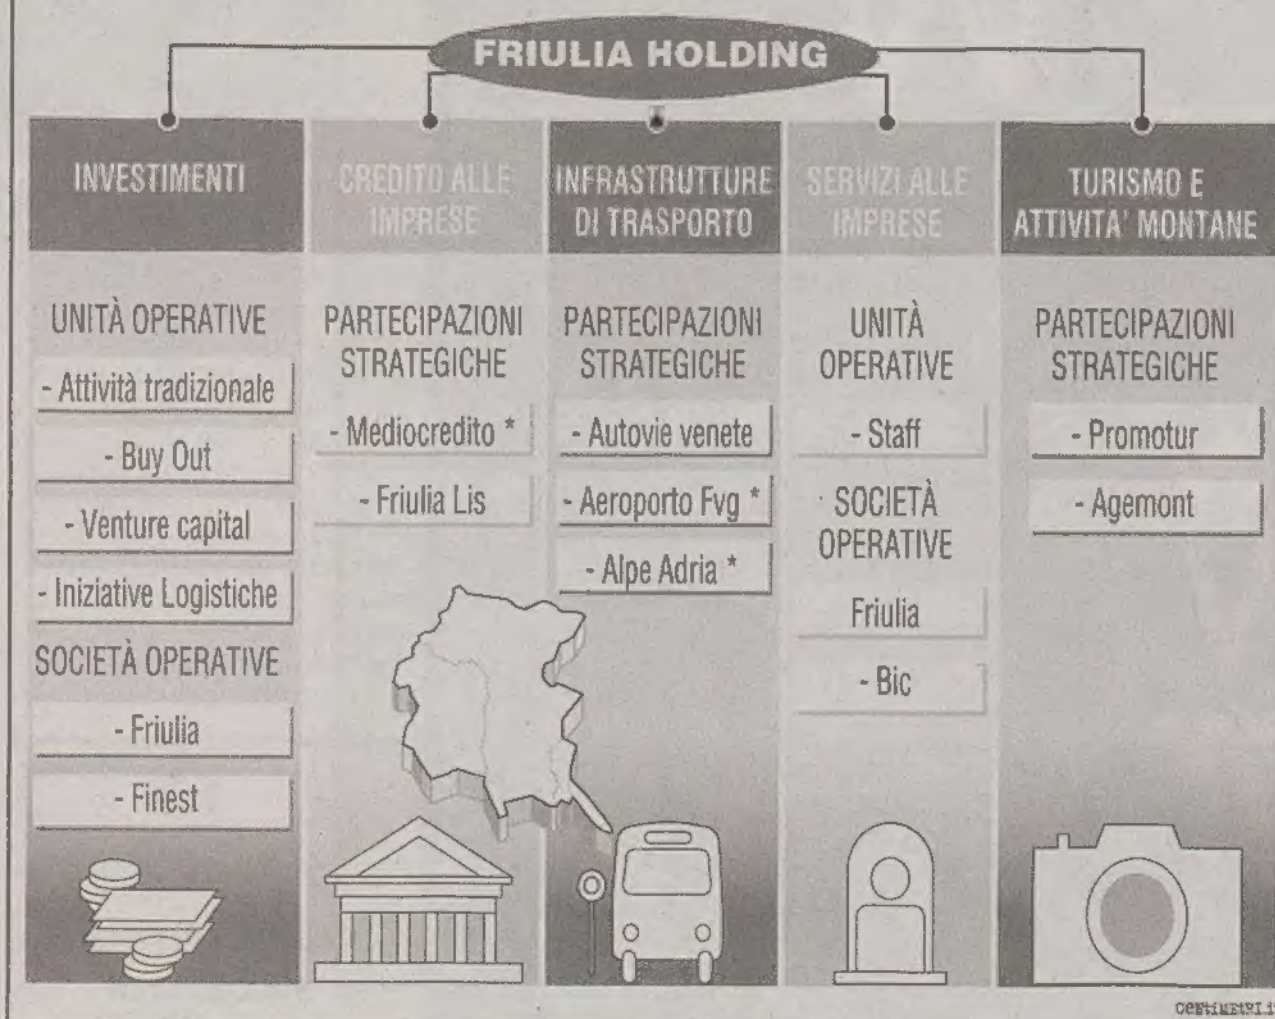 FRIULIA HOLDING
INVESTIMENTI
UNITÀ OPERATIVE
- Attività tradizionale
- Buy Out
- Venture capital
- Iniziative Logistiche
SOCIETÀ OPERATIVE
- Friulia
- Finest
CREDITO ALLE
IMPRESE
PARTECIPAZIONI
STRATEGICHE
- Mediocredito *
- Friulia Lis
INFRASTRUTTURE
DI TRASPORTO
PARTECIPAZIONI
STRATEGICHE
- Autovie venete
- Aeroporto Fvg *
- Alpe Adria *
SERVIZI ALLE
IMPRESE
UNITÀ
OPERATIVE
- Staff
SOCIETÀ
OPERATIVE
Friulia
- Bic
TURISMO E
ATTIVITA' MONTANE
PARTECIPAZIONI
STRATEGICHE
- Promotur
- Agemont